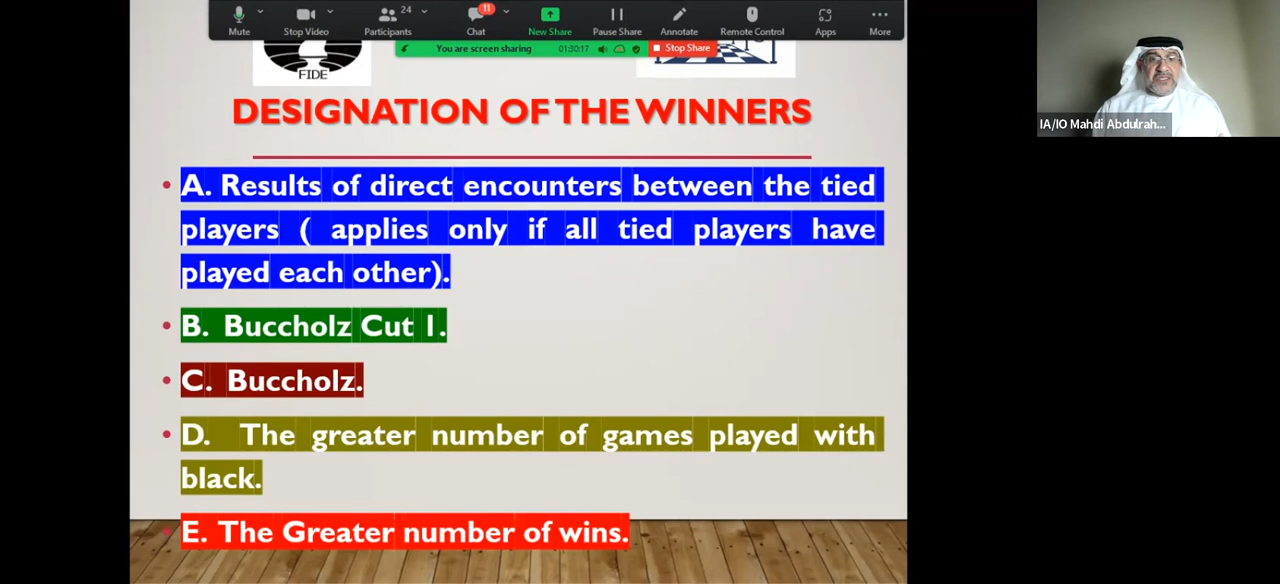 24
11
Mute
Stop Video
Participants
Chat
New Share
Pause Share
Annotate
Remote Control
Apps
More
You are screen sharing
01:30:17
Stop Share
FIDE
DESIGNATION OF THE WINNERS
• A. Results of direct encounters between the tied
players ( applies only if all tied players have
played each other).
• B. Buccholz Cut 1.
• C. Buccholz.
• D. The greater number of games played with
black.
• E. The Greater number of wins.
IA/IO Mahdi Abdulrah...